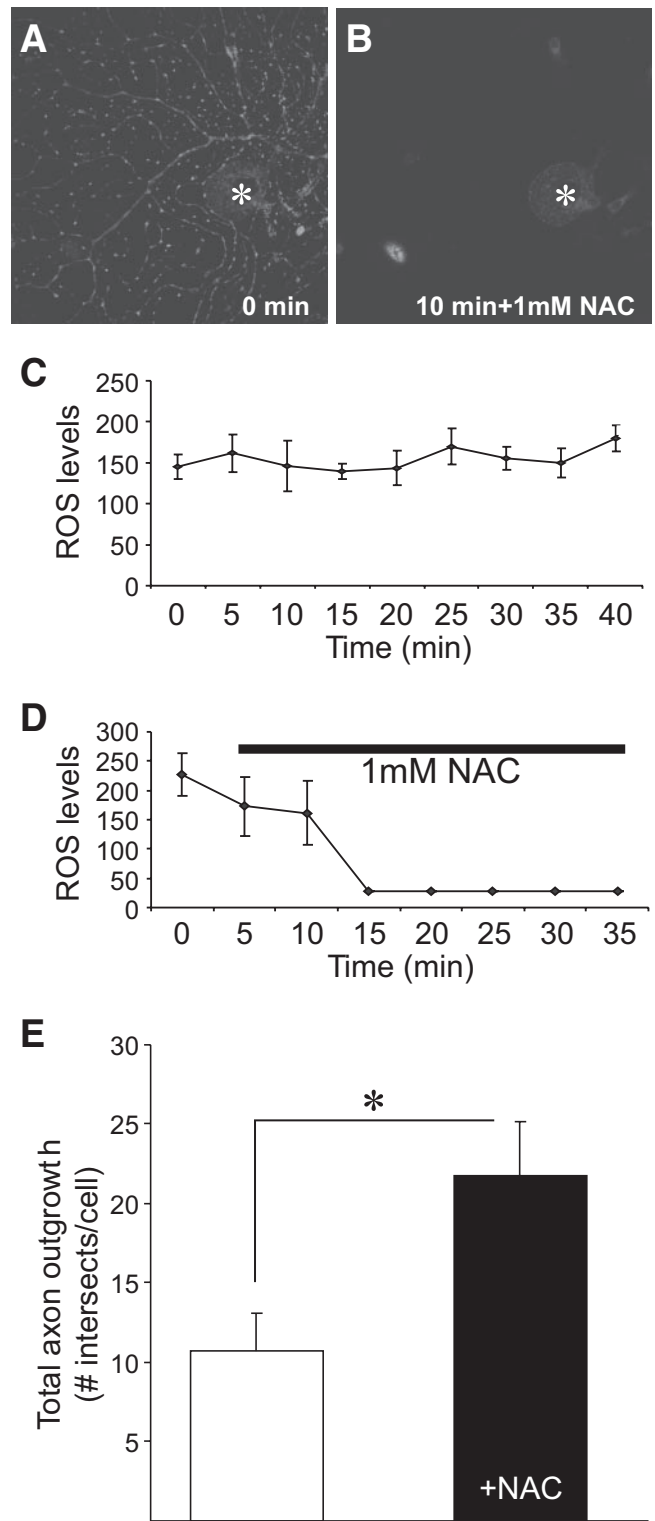 A
*
0 min
B
*
10 min+1mM NAC
C
250
200
150
100
50
0
ROS levels
0 5 10 15 20 25 30 35 40
Time (min)
D
300
250
200
150
100
50
0
ROS levels
1mM NAC
0 5 10 15 20 25 30 35
Time (min)
E
30
25
20
15
10
5
Total axon outgrowth
(# intersects/cell)
*
+NAC